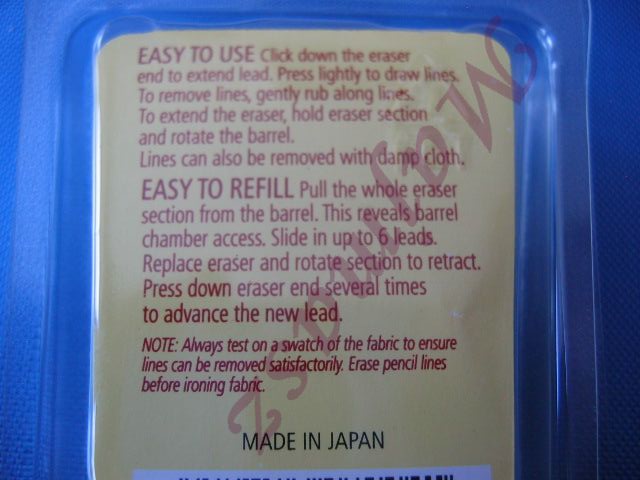 EASY TO USE Click down the eraser
end to extend lead. Press lightly to draw lines.
To remove lines, gently rub along lines.
To extend the eraser, hold eraser section
and rotate the barrel.
Lines can also be removed with damp cloth.
EASY TO REFILL Pull the whole eraser
section from the barrel. This reveals barrel
chamber access. Slide in up to 6 leads.
Replace eraser and rotate section to retract.
Press down eraser end several times
to advance the new lead.
NOTE: Always test on a swatch of the fabric to ensure
lines can be removed satisfactorily. Erase pencil lines
before ironing fabric.
MADE IN JAPAN